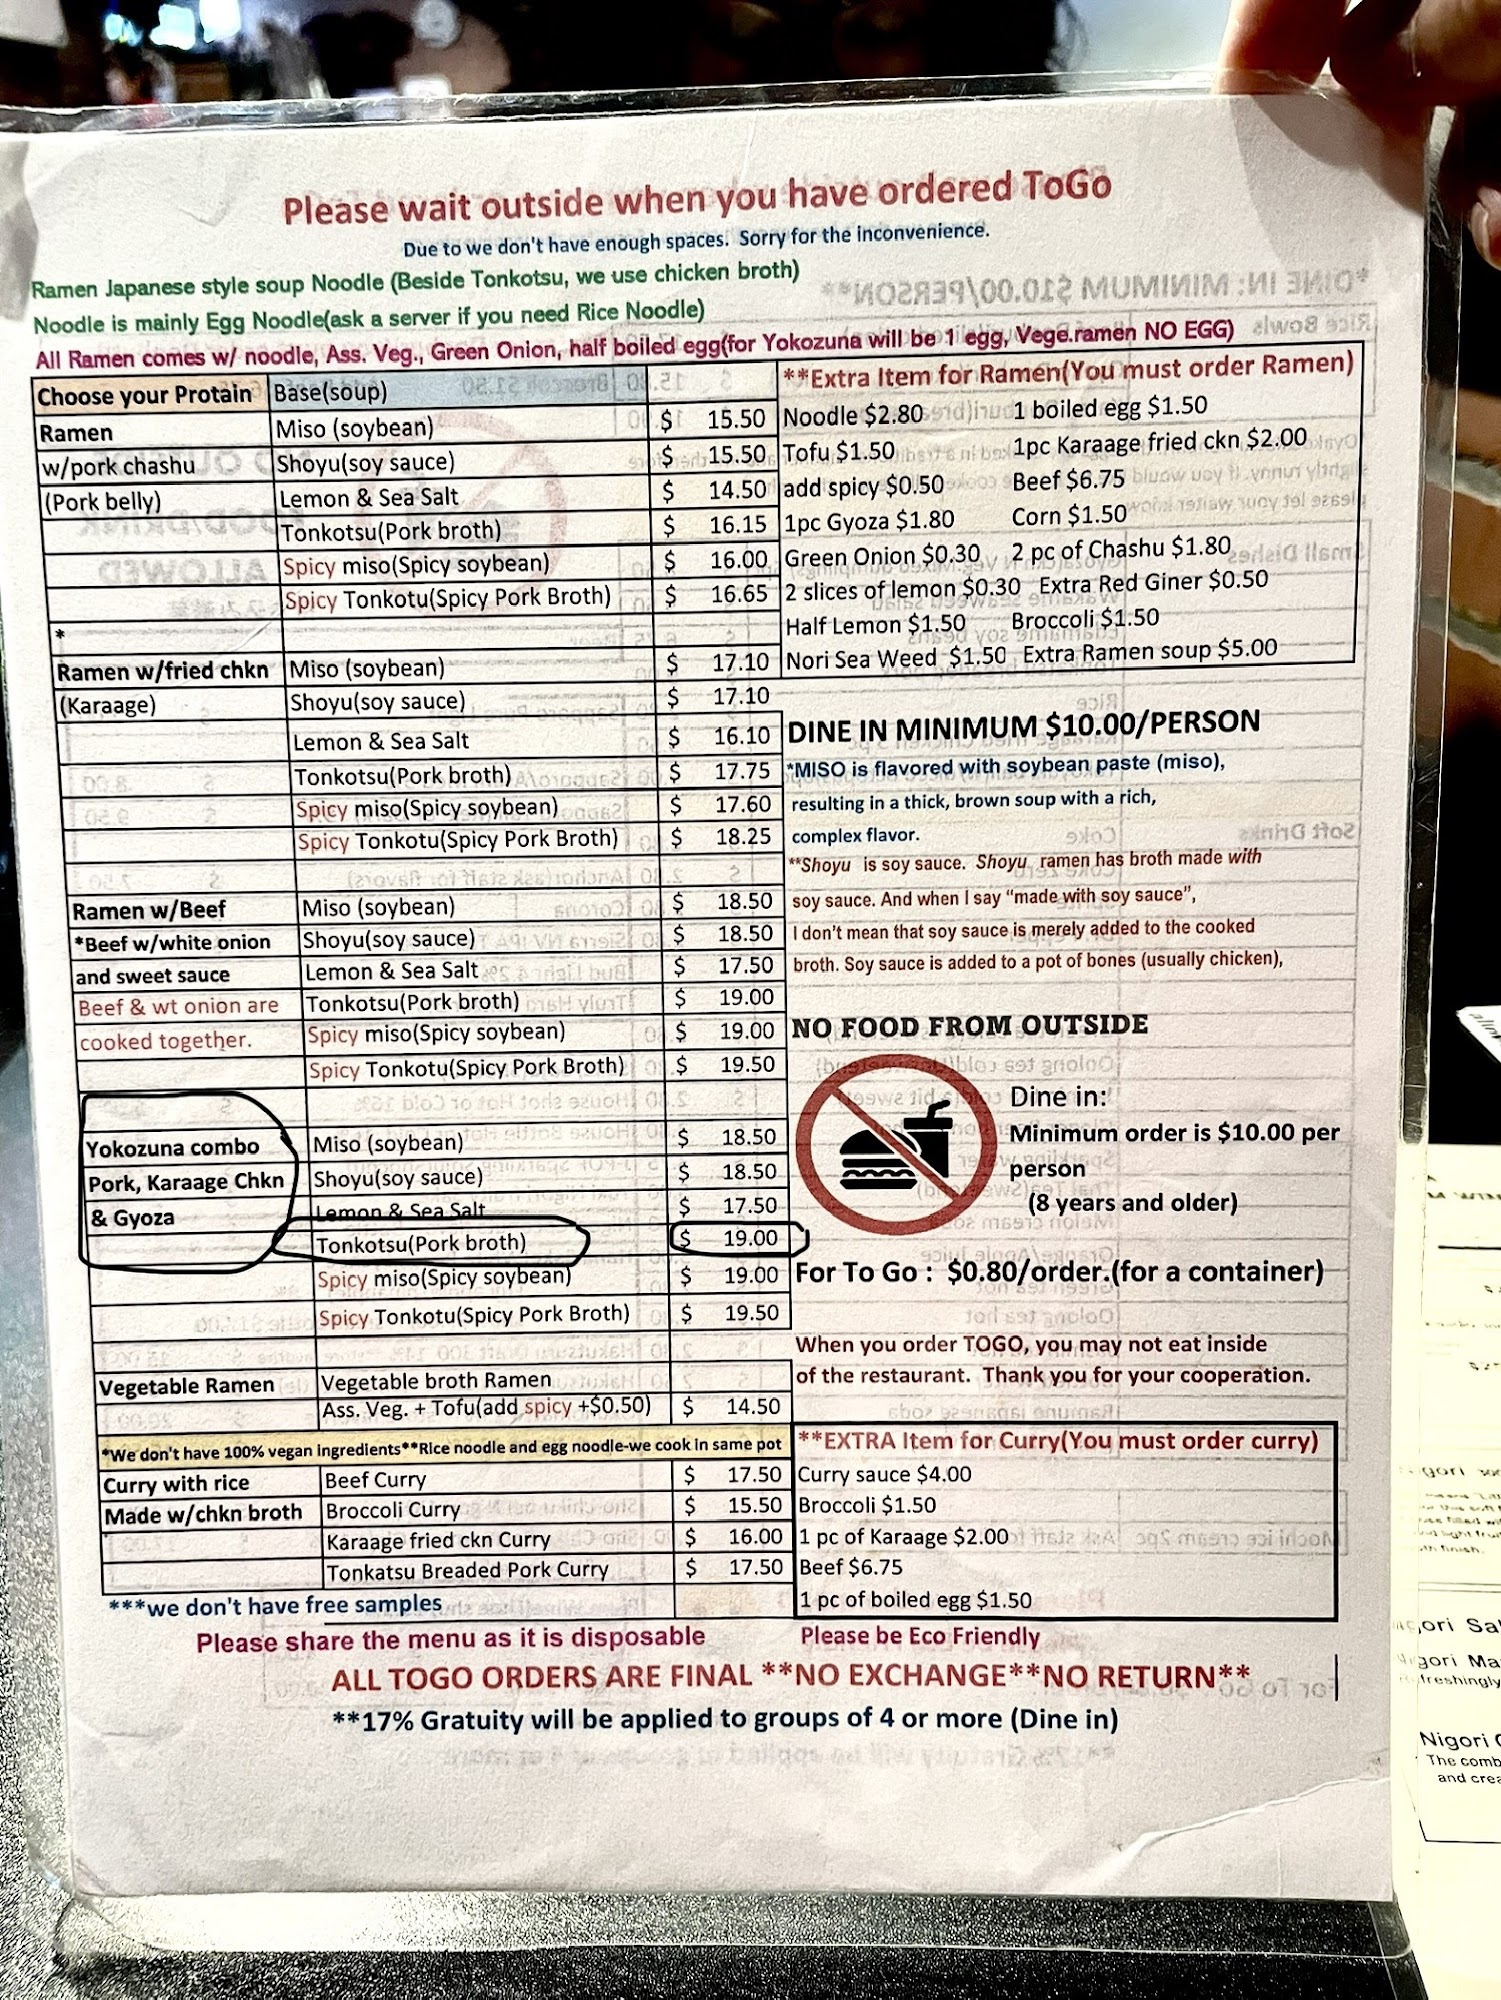 Please wait outside when you have ordered ToGo
Due to we don't have enough spaces. Sorry for the inconvenience.
Ramen Japanese style soup Noodle (Beside Tonkotsu, we use chicken broth)
Noodle is mainly Egg Noodle(ask a server if you need Rice Noodle)
All Ramen comes w/ noodle, Ass. Veg., Green Onion, half boiled egg(for Yokozuna will be 1 egg, Vege.ramen NO EGG)
Choose your Protain Base(soup)
Ramen Miso (soybean) $ 15.50
w/pork chashu Shoyu(soy sauce) $ 15.50
(Pork belly) Lemon & Sea Salt $ 14.50
Tonkotsu(Pork broth) $ 16.15
Spicy miso(Spicy soybean) $ 16.00
Spicy Tonkotu(Spicy Pork Broth) $ 16.65
*
Ramen w/fried chkn Miso (soybean) $ 17.10
(Karaage) Shoyu(soy sauce) $ 17.10
Lemon & Sea Salt $ 16.10
Tonkotsu(Pork broth) $ 17.75
Spicy miso(Spicy soybean) $ 17.60
Spicy Tonkotu(Spicy Pork Broth) $ 18.25
Ramen w/Beef Miso (soybean) $ 18.50
*Beef w/white onion Shoyu(soy sauce) $ 18.50
and sweet sauce Lemon & Sea Salt $ 17.50
Beef & wt onion are Tonkotsu(Pork broth) $ 19.00
cooked together. Spicy miso(Spicy soybean) $ 19.00
Spicy Tonkotu(Spicy Pork Broth) $ 19.50
Yokozuna combo Miso (soybean) $ 18.50
Pork, Karaage Chkn Shoyu(soy sauce) $ 18.50
& Gyoza Lemon & Sea Salt $ 17.50
Tonkotsu(Pork broth) $ 19.00
Spicy miso(Spicy soybean) $ 19.00
Spicy Tonkotu(Spicy Pork Broth) $ 19.50
Vegetable Ramen Vegetable broth Ramen
Ass. Veg. + Tofu(add spicy +$0.50) $ 14.50
*We don't have 100% vegan ingredients**Rice noodle and egg noodle-we cook in same pot
Curry with rice Beef Curry $ 17.50
Made w/chkn broth Broccoli Curry $ 15.50
Karaage fried ckn Curry $ 16.00
Tonkatsu Breaded Pork Curry $ 17.50
***we don't have free samples
**Extra Item for Ramen(You must order Ramen)
Noodle $2.80 1 boiled egg $1.50
Tofu $1.50 1pc Karaage fried ckn $2.00
add spicy $0.50 Beef $6.75
1pc Gyoza $1.80 Corn $1.50
Green Onion $0.30 2 pc of Chashu $1.80
2 slices of lemon $0.30 Extra Red Giner $0.50
Half Lemon $1.50 Broccoli $1.50
Nori Sea Weed $1.50 Extra Ramen soup $5.00
DINE IN MINIMUM $10.00/PERSON
*MISO is flavored with soybean paste (miso),
resulting in a thick, brown soup with a rich,
complex flavor.
**Shoyu is soy sauce. Shoyu ramen has broth made with
soy sauce. And when I say "made with soy sauce",
I don't mean that soy sauce is merely added to the cooked
broth. Soy sauce is added to a pot of bones (usually chicken),
NO FOOD FROM OUTSIDE
Dine in:
Minimum order is $10.00 per
person
(8 years and older)
For To Go : $0.80/order.(for a container)
When you order TOGO, you may not eat inside
of the restaurant. Thank you for your cooperation.
**EXTRA Item for Curry(You must order curry)
Curry sauce $4.00
Broccoli $1.50
1 pc of Karaage $2.00
Beef $6.75
1 pc of boiled egg $1.50
Please share the menu as it is disposable Please be Eco Friendly
ALL TOGO ORDERS ARE FINAL **NO EXCHANGE**NO RETURN**
**17% Gratuity will be applied to groups of 4 or more (Dine in)
Nigori
The comb
and crea